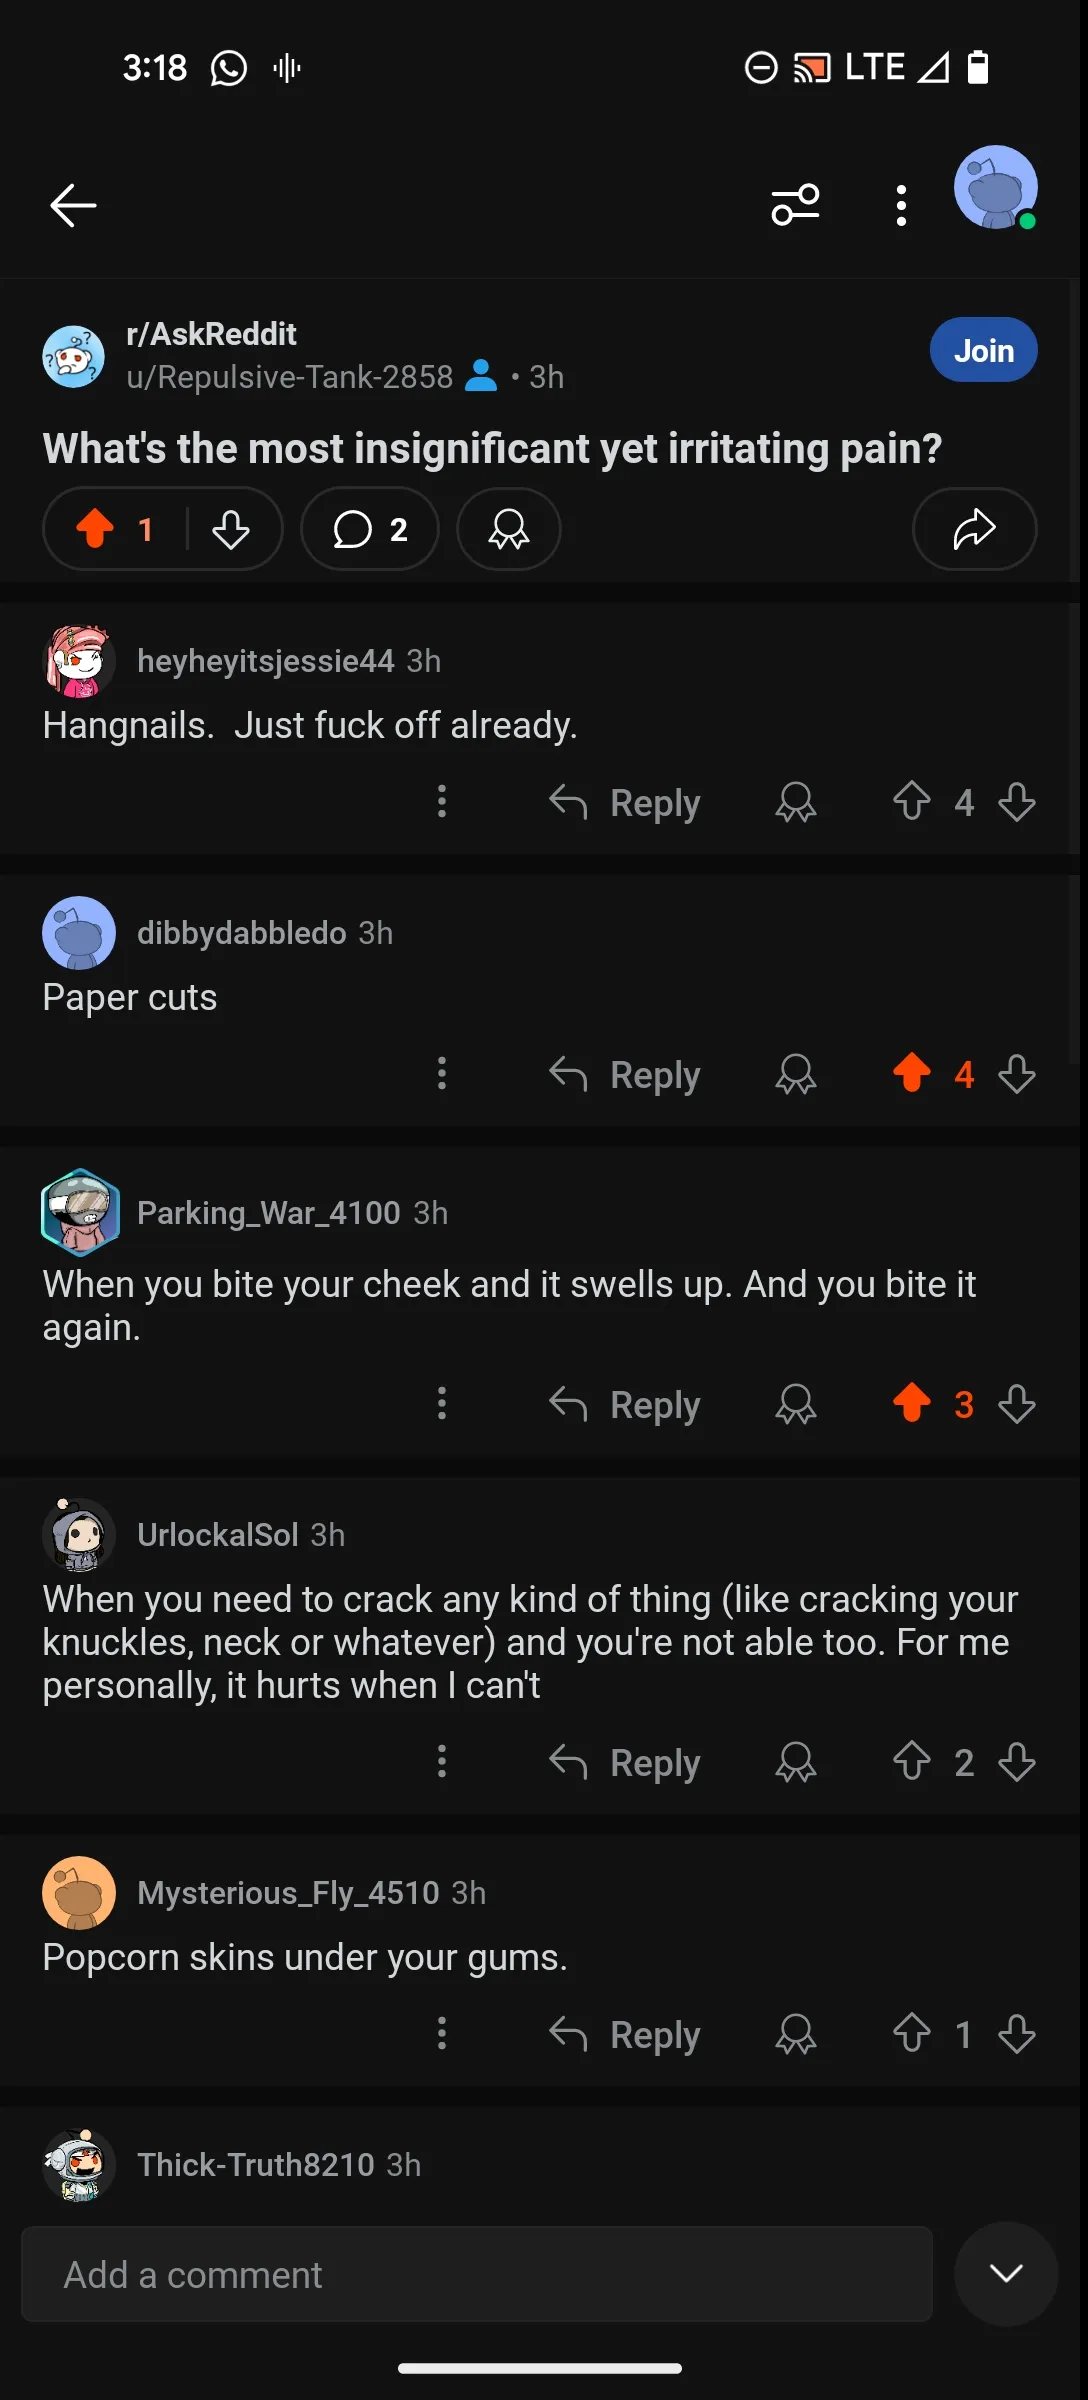 3:18 LTE
r/AskReddit
u/Repulsive-Tank-2858 • 3h
Join
What's the most insignificant yet irritating pain?
1 2
heyheyitsjessie44 3h
Hangnails.  Just fuck off already.
Reply 4
dibbydabbledo 3h
Paper cuts
Reply 4
Parking_War_4100 3h
When you bite your cheek and it swells up. And you bite it
again.
Reply 3
UrlockalSol 3h
When you need to crack any kind of thing (like cracking your
knuckles, neck or whatever) and you're not able too. For me
personally, it hurts when I can't
Reply 2
Mysterious_Fly_4510 3h
Popcorn skins under your gums.
Reply 1
Thick-Truth8210 3h
Add a comment